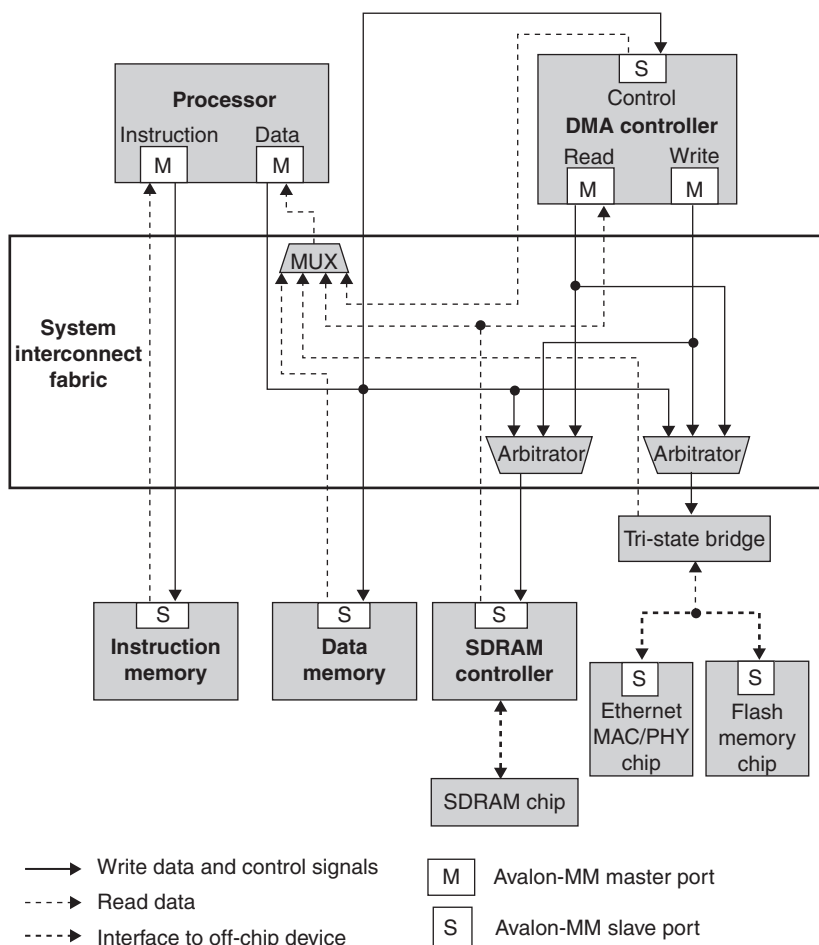 S
Control
DMA controller
Read Write
M M
Processor
Instruction Data
M M
MUX
System
interconnect
fabric
Arbitrator Arbitrator
Tri-state bridge
S S S
Instruction
memory
Data
memory
SDRAM
controller
S S
Ethernet
MAC/PHY
chip
Flash
memory
chip
SDRAM chip
Write data and control signals
Read data
Interface to off-chip device
M Avalon-MM master port
S Avalon-MM slave port